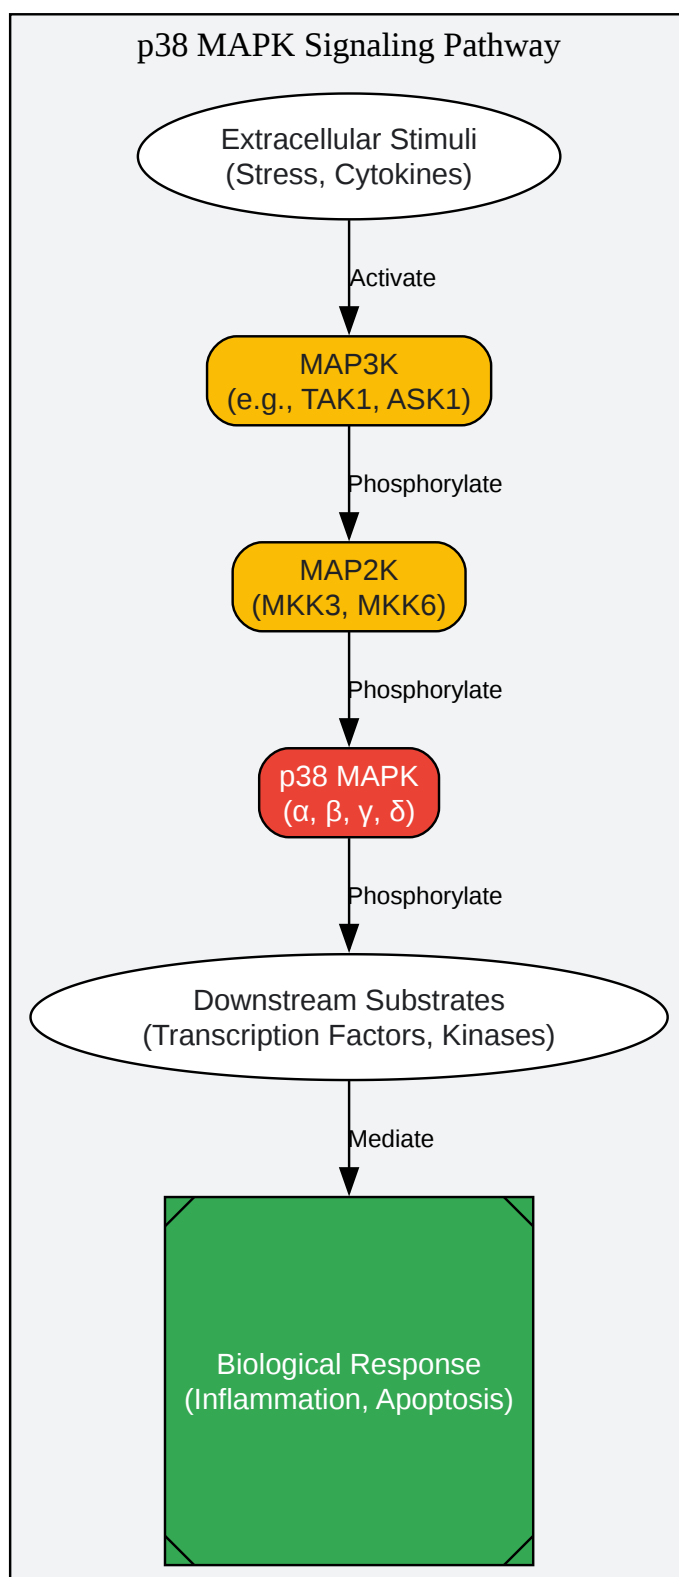 p38 MAPK Signaling Pathway
Extracellular Stimuli
(Stress, Cytokines)
Activate
MAP3K
(e.g., TAK1, ASK1)
Phosphorylate
MAP2K
(MKK3, MKK6)
Phosphorylate
p38 MAPK
(α, β, γ, δ)
Phosphorylate
Downstream Substrates
(Transcription Factors, Kinases)
Mediate
Biological Response
(Inflammation, Apoptosis)